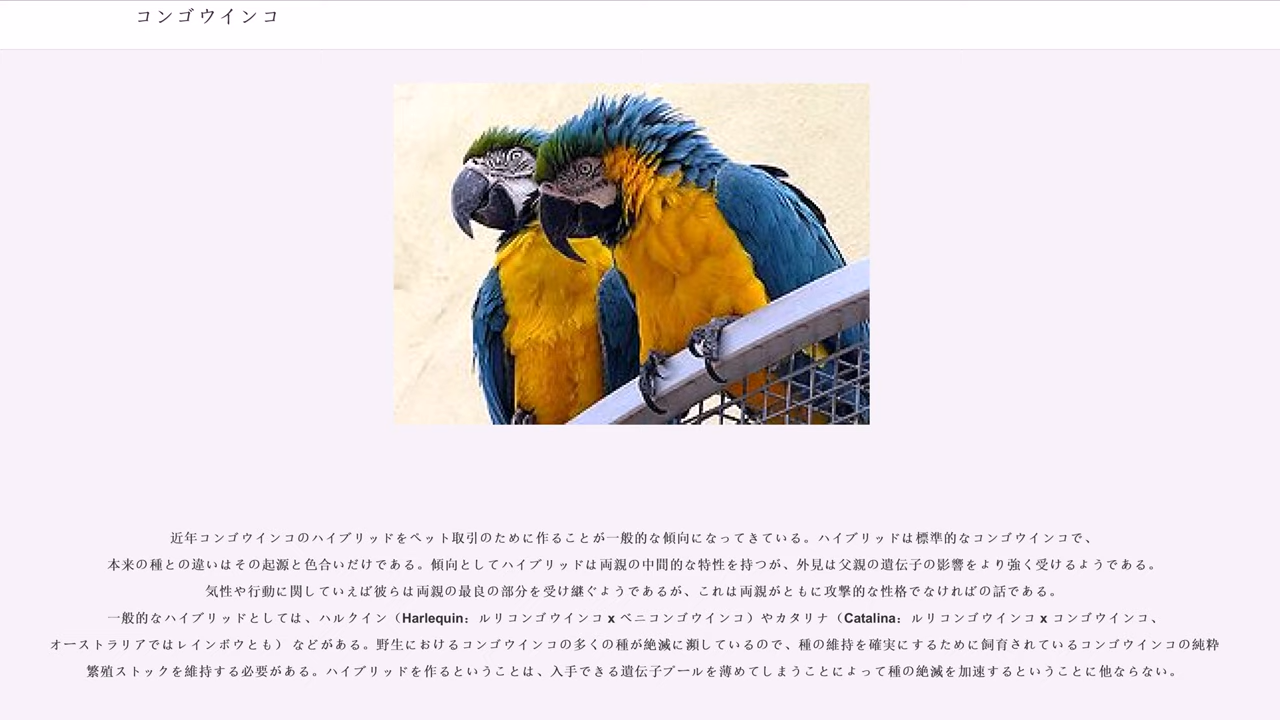 コンゴウインコ
近年コンゴウインコのハイブリッドをペット取引のために作ることが一般的な傾向になってきている。ハイブリッドは標準的なコンゴウインコで、
本来の種との違いはその起源と色合いだけである。傾向としてハイブリッドは両親の中間的な特性を持つが、外見は父親の遺伝子の影響をより強く受けるようである。
気性や行動に関していえば彼らは両親の最良の部分を受け継ぐようであるが、これは両親がともに攻撃的な性格でなければの話である。
一般的なハイブリッドとしては、ハルクイン（Harlequin：ルリコンゴウインコ x ベニコンゴウインコ）やカタリナ（Catalina：ルリコンゴウインコ x コンゴウインコ、
オーストラリアではレインボウとも） などがある。野生におけるコンゴウインコの多くの種が絶滅に瀕しているので、種の維持を確実にするために飼育されているコンゴウインコの純粋
繁殖ストックを維持する必要がある。ハイブリッドを作るということは、入手できる遺伝子プールを薄めてしまうことによって種の絶滅を加速するということに他ならない。